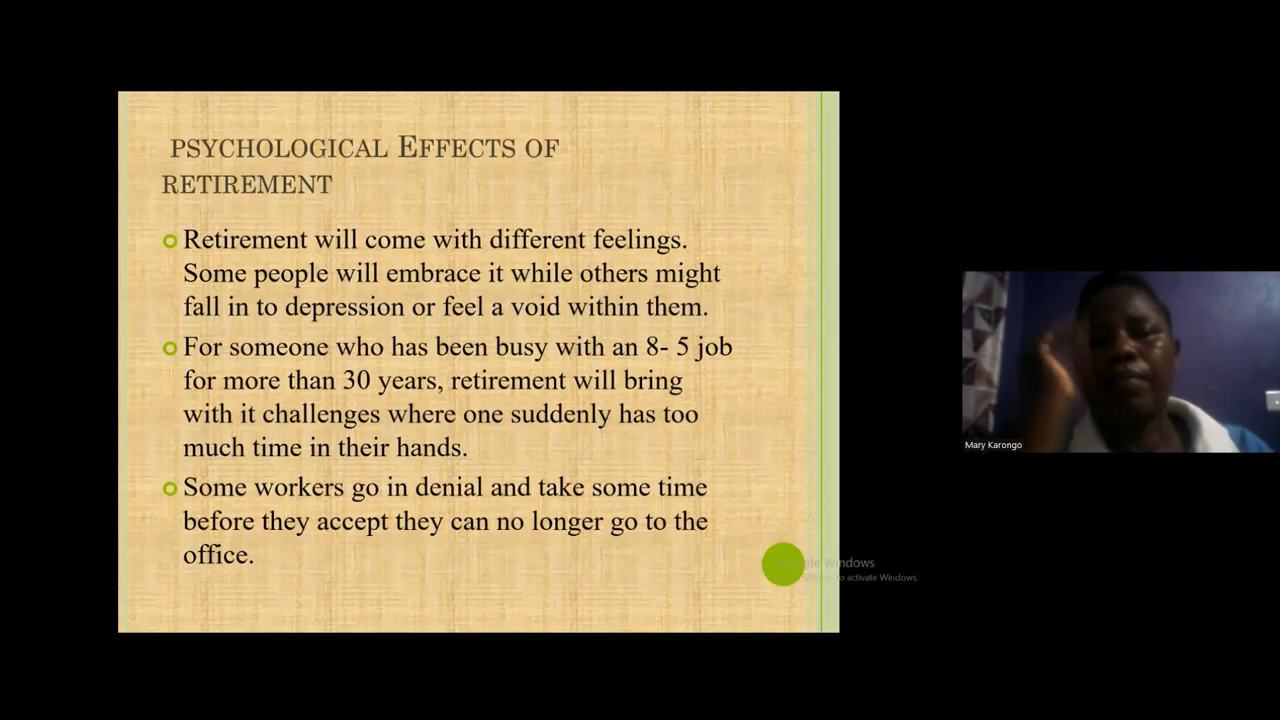 PSYCHOLOGICAL EFFECTS OF
RETIREMENT
Retirement will come with different feelings.
Some people will embrace it while others might
fall in to depression or feel a void within them.
For someone who has been busy with an 8- 5 job
for more than 30 years, retirement will bring
with it challenges where one suddenly has too
much time in their hands.
Some workers go in denial and take some time
before they accept they can no longer go to the
office.
Windows
to activate Windows.
Mary Karongo